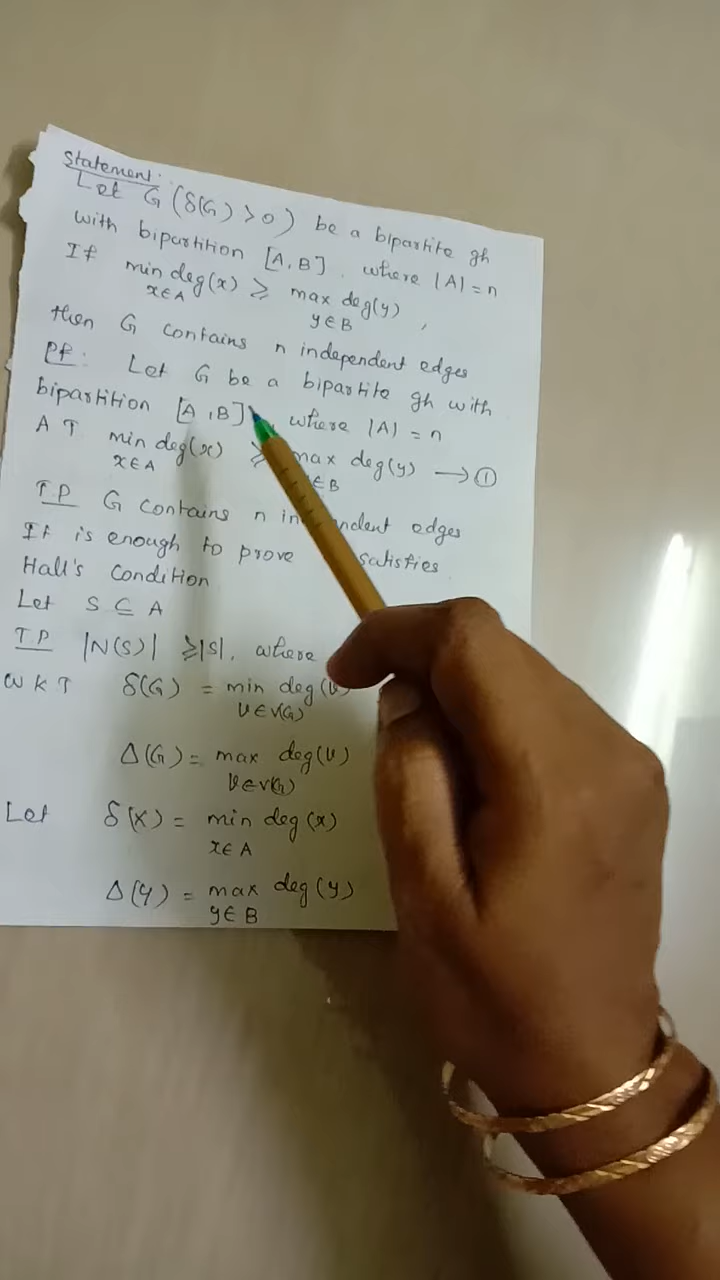 Statement:
Let G (δ(G) > 0) be a bipartite gh
with bipartition [A, B], where |A| = n
If min deg(x) ≥ max deg(y),
x∈A y∈B
then G contains n independent edges
Pf: Let G be a bipartite gh with
bipartition [A, B], where |A| = n
A T min deg(x) ≥ max deg(y) → ①
x∈A ∈B
T.P G contains n edges
It is enough to prove satisfies
Hall's Condition
Let S ⊆ A
T P |N(S)| ≥ |S|, where
W K T δ(G) = min deg(v)
v∈V(G)
Δ(G) = max deg(v)
v∈V(G)
Let δ(X) = min deg(x)
x∈A
Δ(Y) = max deg(y)
y∈B